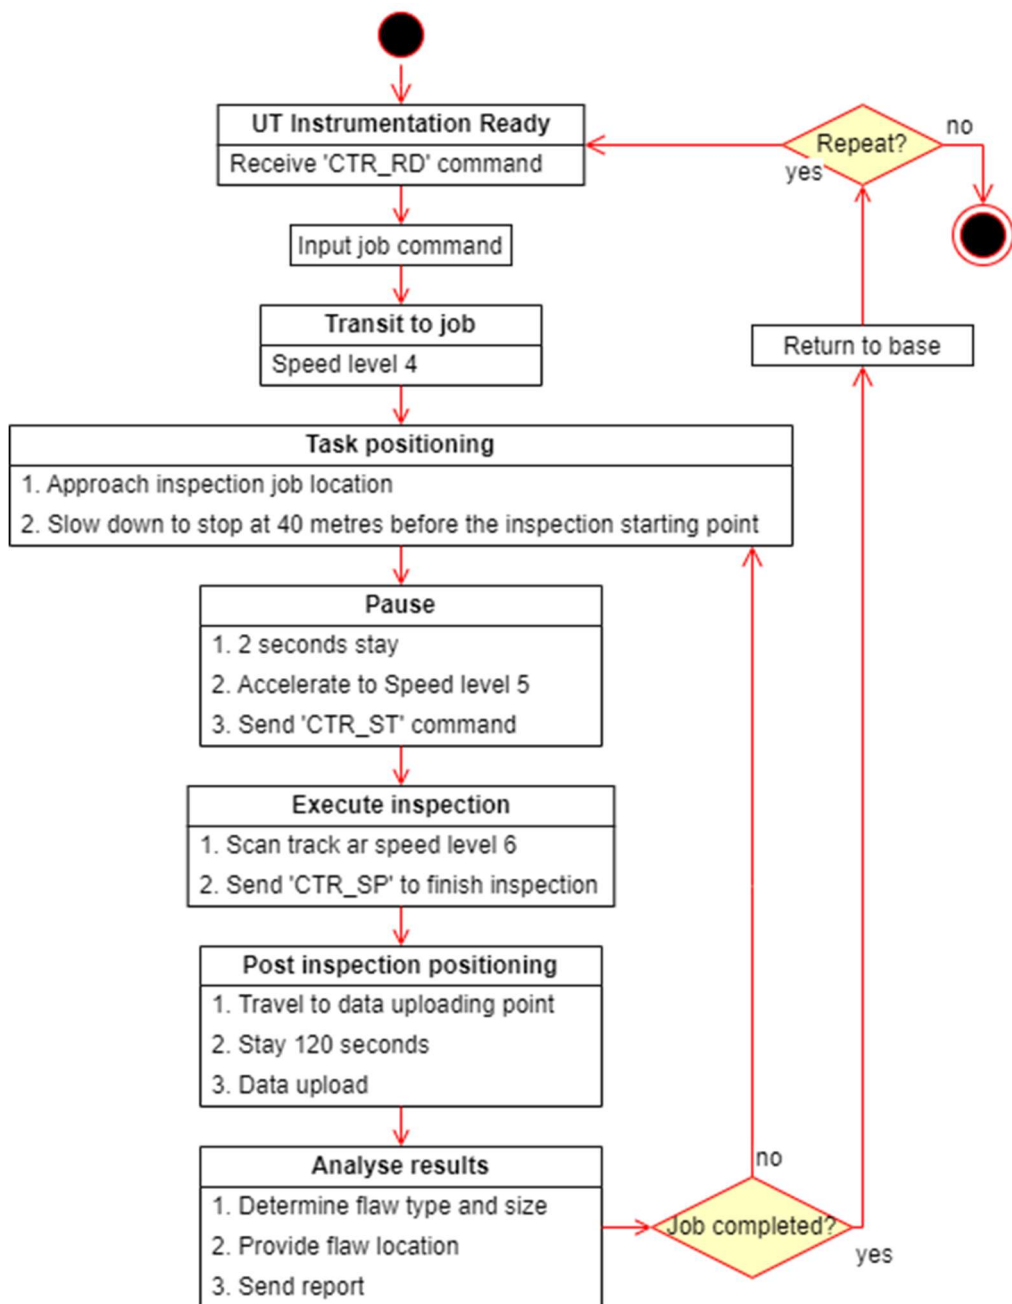 UT Instrumentation Ready
Receive 'CTR_RD' command
Input job command
Transit to job
Speed level 4
Task positioning
1. Approach inspection job location
2. Slow down to stop at 40 metres before the inspection starting point
Pause
1. 2 seconds stay
2. Accelerate to Speed level 5
3. Send 'CTR_ST' command
Execute inspection
1. Scan track ar speed level 6
2. Send 'CTR_SP' to finish inspection
Post inspection positioning
1. Travel to data uploading point
2. Stay 120 seconds
3. Data upload
Analyse results
1. Determine flaw type and size
2. Provide flaw location
3. Send report
Job completed?
no
yes
Return to base
Repeat?
yes
no